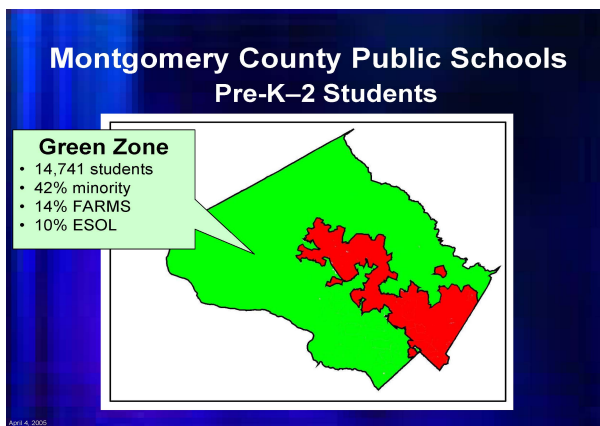 Montgomery County Public Schools
Pre-K–2 Students
Green Zone
• 14,741 students
• 42% minority
• 14% FARMS
• 10% ESOL
April 4, 2005